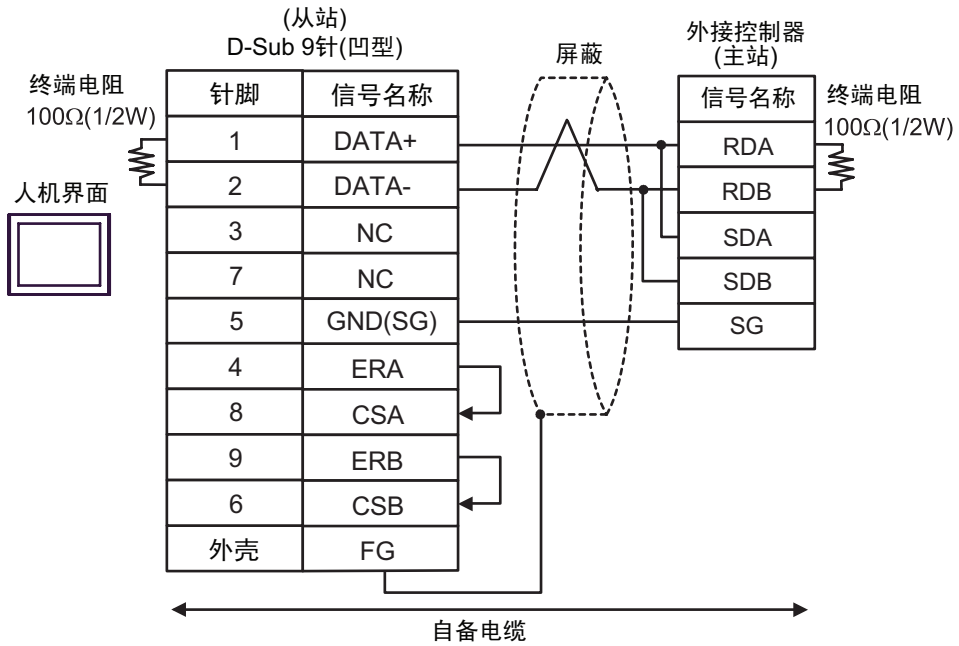 (从站)
D-Sub 9针(凹型)
屏蔽
外接控制器
(主站)
终端电阻
100Ω(1/2W)
针脚 信号名称
1 DATA+
2 DATA-
3 NC
7 NC
5 GND(SG)
4 ERA
8 CSA
9 ERB
6 CSB
外壳 FG
人机界面
信号名称
RDA
RDB
SDA
SDB
SG
终端电阻
100Ω(1/2W)
自备电缆